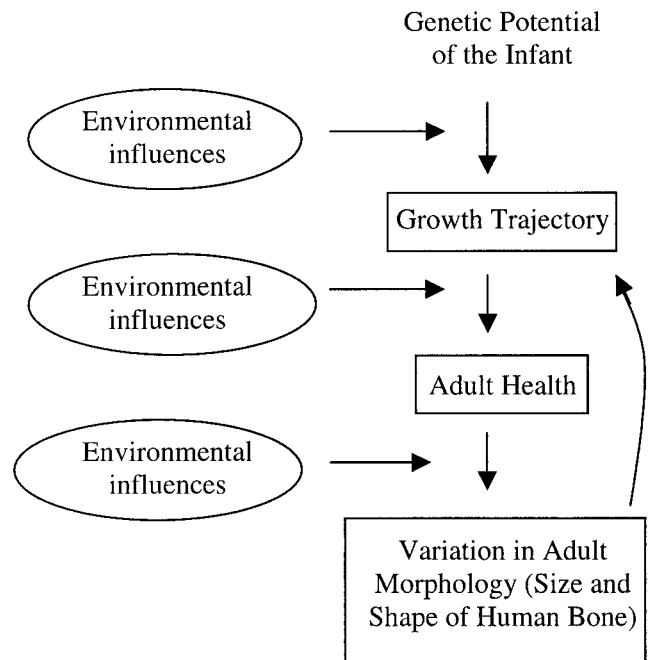 Genetic Potential
of the Infant
Environmental
influences
Growth Trajectory
Environmental
influences
Adult Health
Environmental
influences
Variation in Adult
Morphology (Size and
Shape of Human Bone)